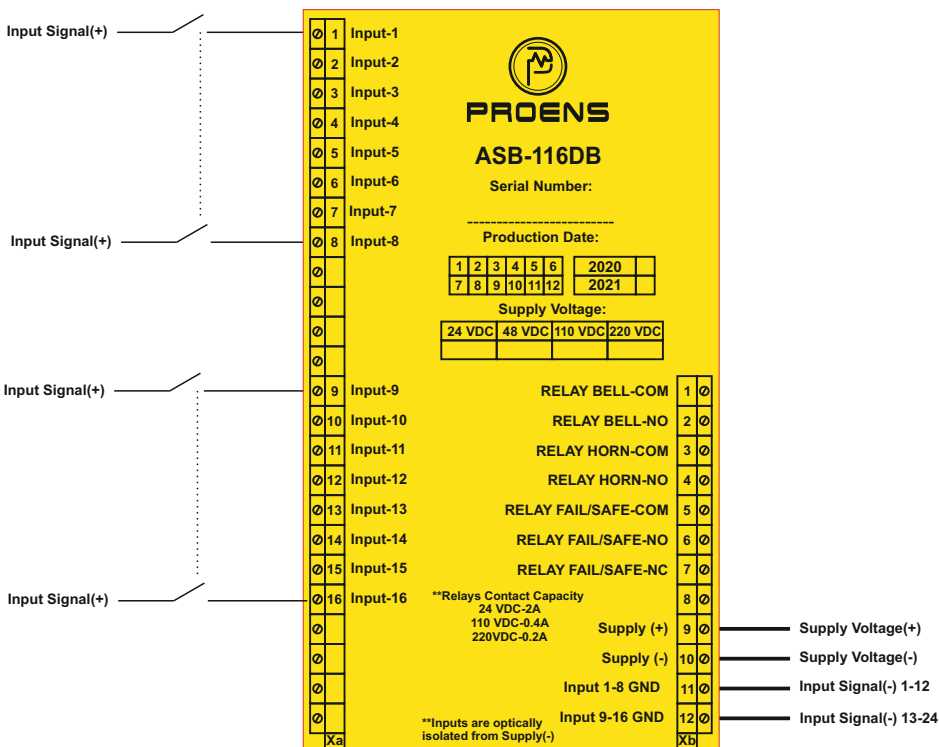 Input Signal(+)
1 Input-1
2 Input-2
3 Input-3
4 Input-4
5 Input-5
6 Input-6
7 Input-7
Input Signal(+)
8 Input-8
Input Signal(+)
9 Input-9
10 Input-10
11 Input-11
12 Input-12
13 Input-13
14 Input-14
15 Input-15
Input Signal(+)
16 Input-16
Xa
PROENS
ASB-116DB
Serial Number:
-------------------------
Production Date:
1 2 3 4 5 6 2020
7 8 9 10 11 12 2021
Supply Voltage:
24 VDC 48 VDC 110 VDC 220 VDC
RELAY BELL-COM 1
RELAY BELL-NO 2
RELAY HORN-COM 3
RELAY HORN-NO 4
RELAY FAIL/SAFE-COM 5
RELAY FAIL/SAFE-NO 6
RELAY FAIL/SAFE-NC 7
8
**Relays Contact Capacity
24 VDC-2A
110 VDC-0.4A
220VDC-0.2A
Supply (+) 9 Supply Voltage(+)
Supply (-) 10 Supply Voltage(-)
Input 1-8 GND 11 Input Signal(-) 1-12
Input 9-16 GND 12 Input Signal(-) 13-24
**Inputs are optically
isolated from Supply(-)
Xb